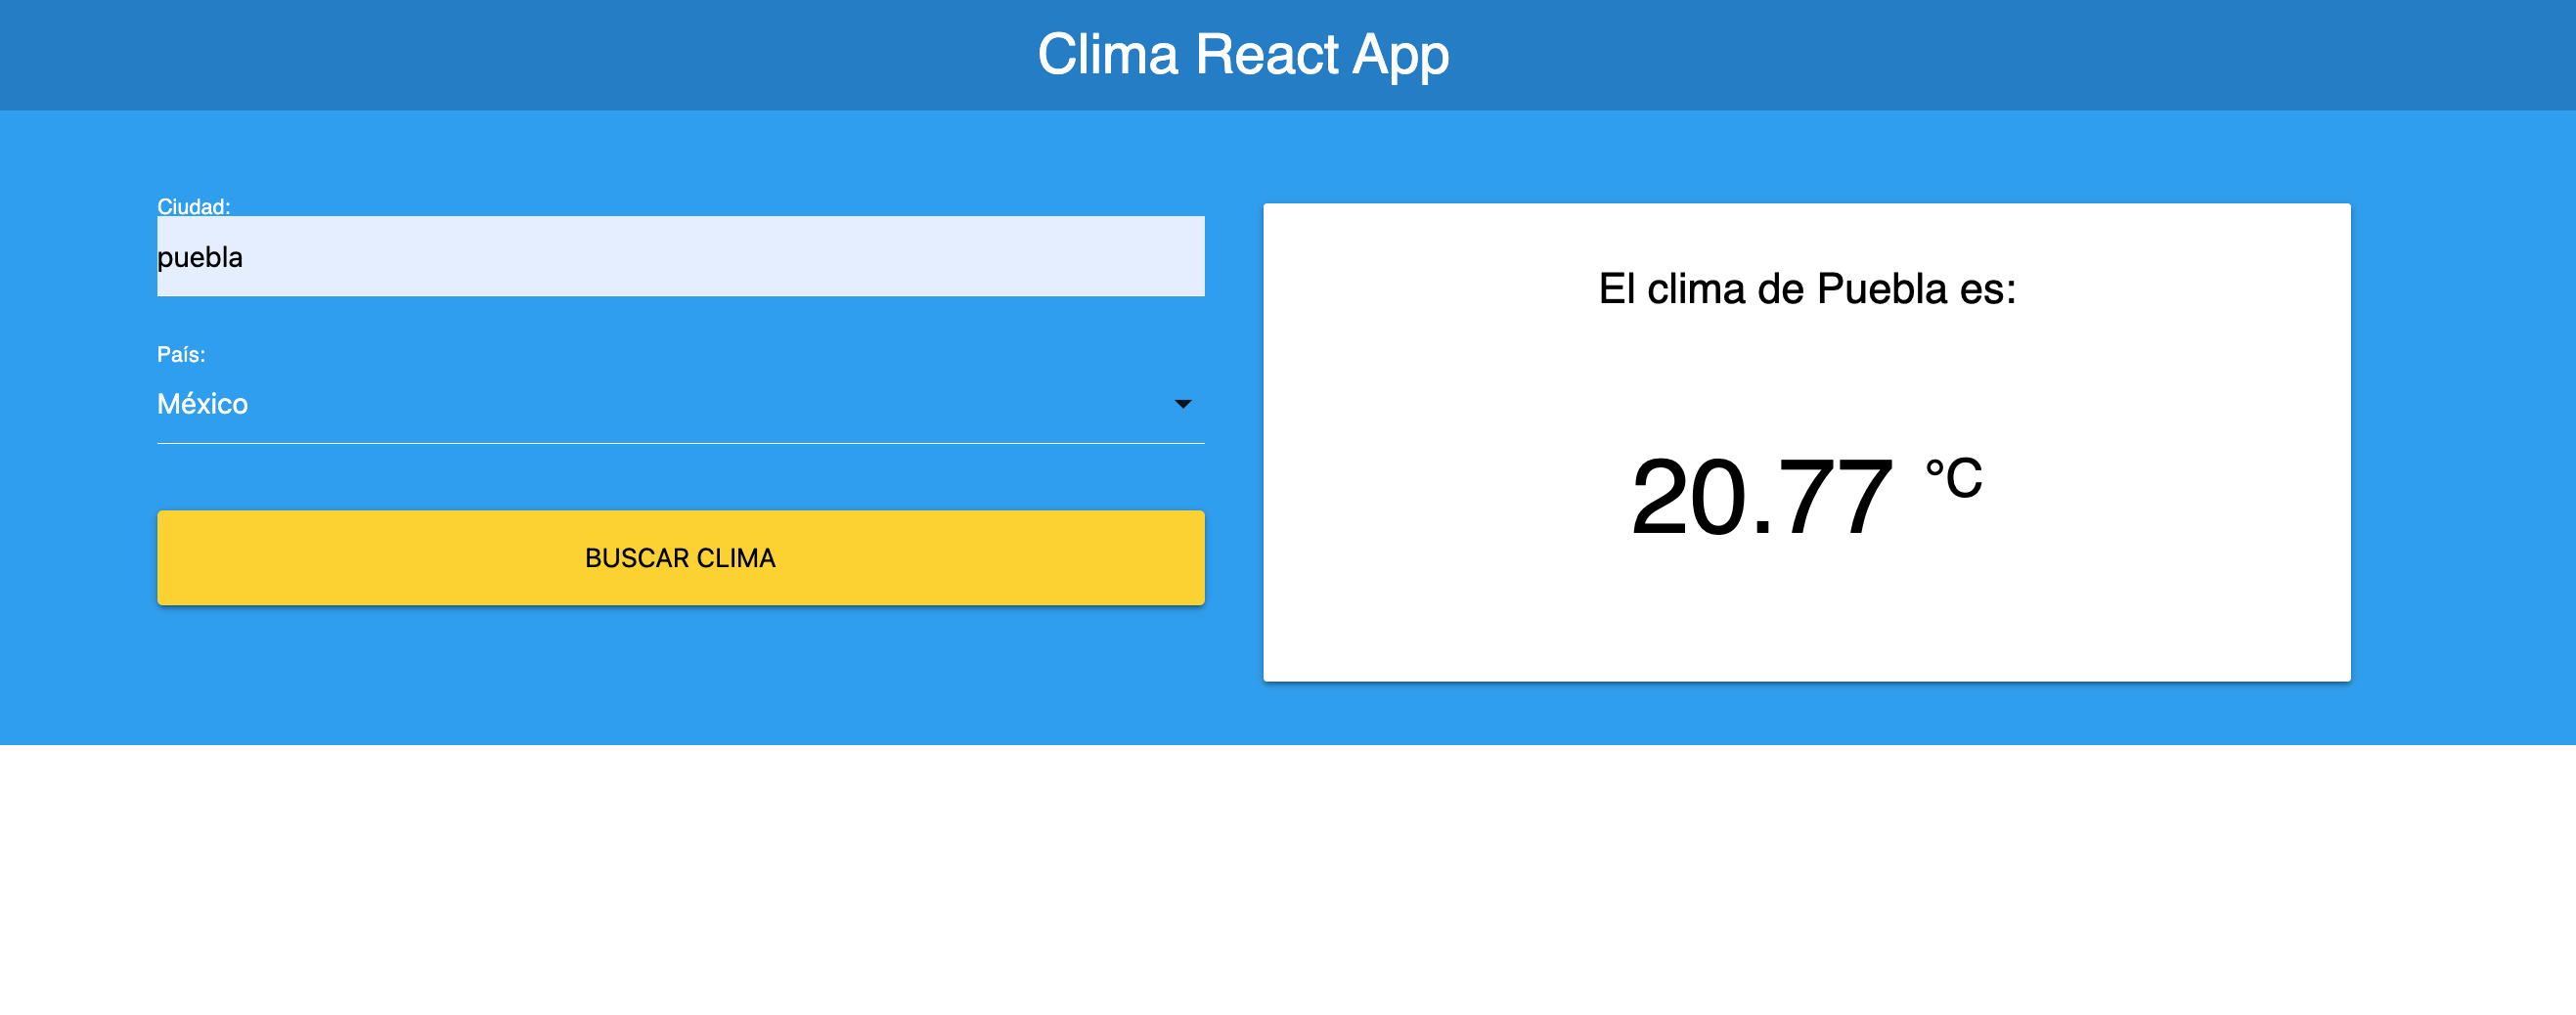 Clima React App
Ciudad:
puebla
País:
México
BUSCAR CLIMA
El clima de Puebla es:
20.77 °C